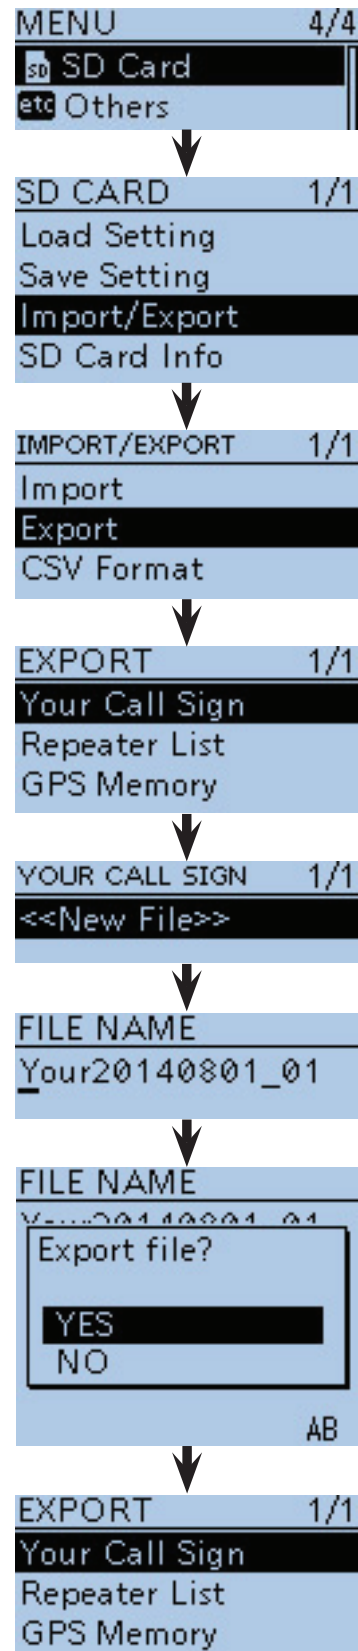 MENU 4/4
SD SD Card
etc Others
SD CARD 1/1
Load Setting
Save Setting
Import/Export
SD Card Info
IMPORT/EXPORT 1/1
Import
Export
CSV Format
EXPORT 1/1
Your Call Sign
Repeater List
GPS Memory
YOUR CALL SIGN 1/1
<<New File>>
FILE NAME
Your20140801_01
FILE NAME
Your20140801_01
Export file?
YES
NO
AB
EXPORT 1/1
Your Call Sign
Repeater List
GPS Memory